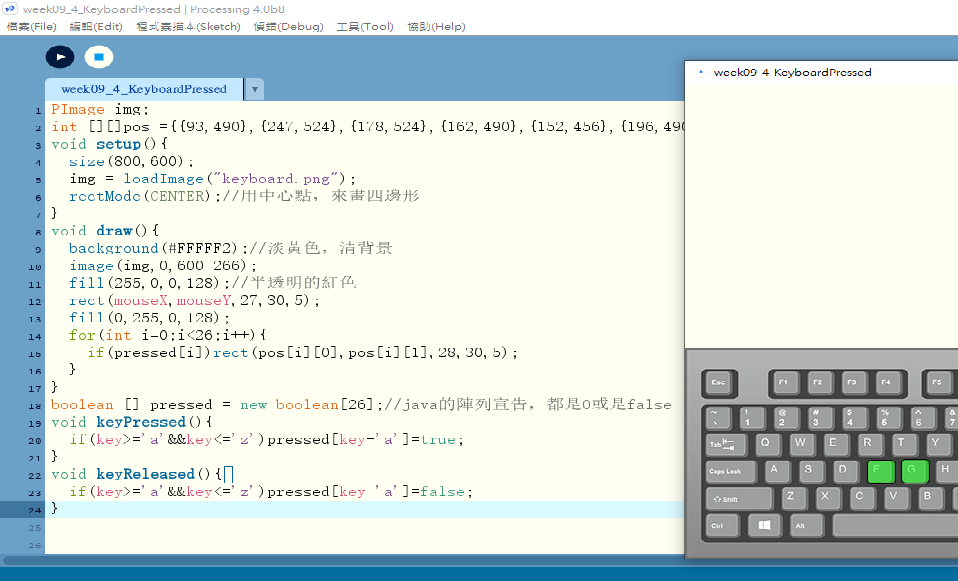 week09_4_KeyboardPressed | Processing 4.0b8
檔案(File) 編輯(Edit) 程式素描本(Sketch) 偵錯(Debug) 工具(Tool) 協助(Help)
week09_4_KeyboardPressed
1 PImage img;
2 int [][]pos ={{93,490},{247,524},{178,524},{162,490},{152,456},{196,490
3 void setup(){
4 size(800,600);
5 img = loadImage("keyboard.png");
6 rectMode(CENTER);//用中心點, 來畫四邊形
7 }
8 void draw(){
9 background(#FFFFF2);//淡黃色, 清背景
10 image(img,0,600-266);
11 fill(255,0,0,128);//半透明的紅色
12 rect(mouseX,mouseY,27,30,5);
13 fill(0,255,0,128);
14 for(int i=0;i<26;i++){
15 if(pressed[i])rect(pos[i][0],pos[i][1],28,30,5);
16 }
17 }
18 boolean [] pressed = new boolean[26];//java的陣列宣告, 都是0或是false
19 void keyPressed(){
20 if(key>='a'&&key<='z')pressed[key-'a']=true;
21 }
22 void keyReleased(){
23 if(key>='a'&&key<='z')pressed[key-'a']=false;
24 }
25
26
week09_4_KeyboardPressed
Esc F1 F2 F3 F4 F5
~ ` ! 1 @ 2 # 3 $ 4 % 5 ^ 6 & 7
Tab Q W E R T Y
Caps Lock A S D F G H
Shift Z X C V B
Ctrl Alt